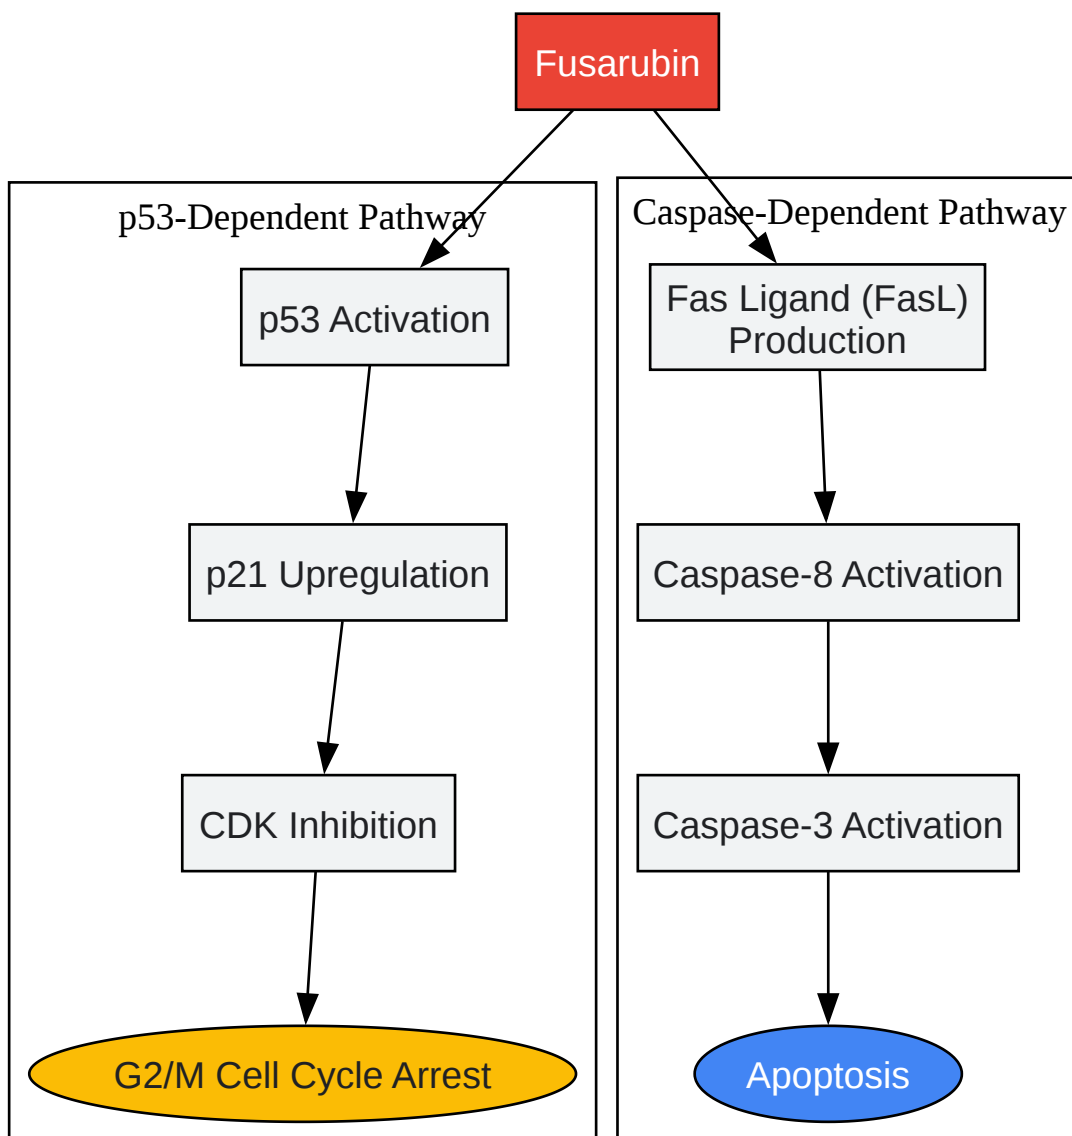 Fusarubin
p53-Dependent Pathway
p53 Activation
p21 Upregulation
CDK Inhibition
G2/M Cell Cycle Arrest
Caspase-Dependent Pathway
Fas Ligand (FasL)
Production
Caspase-8 Activation
Caspase-3 Activation
Apoptosis